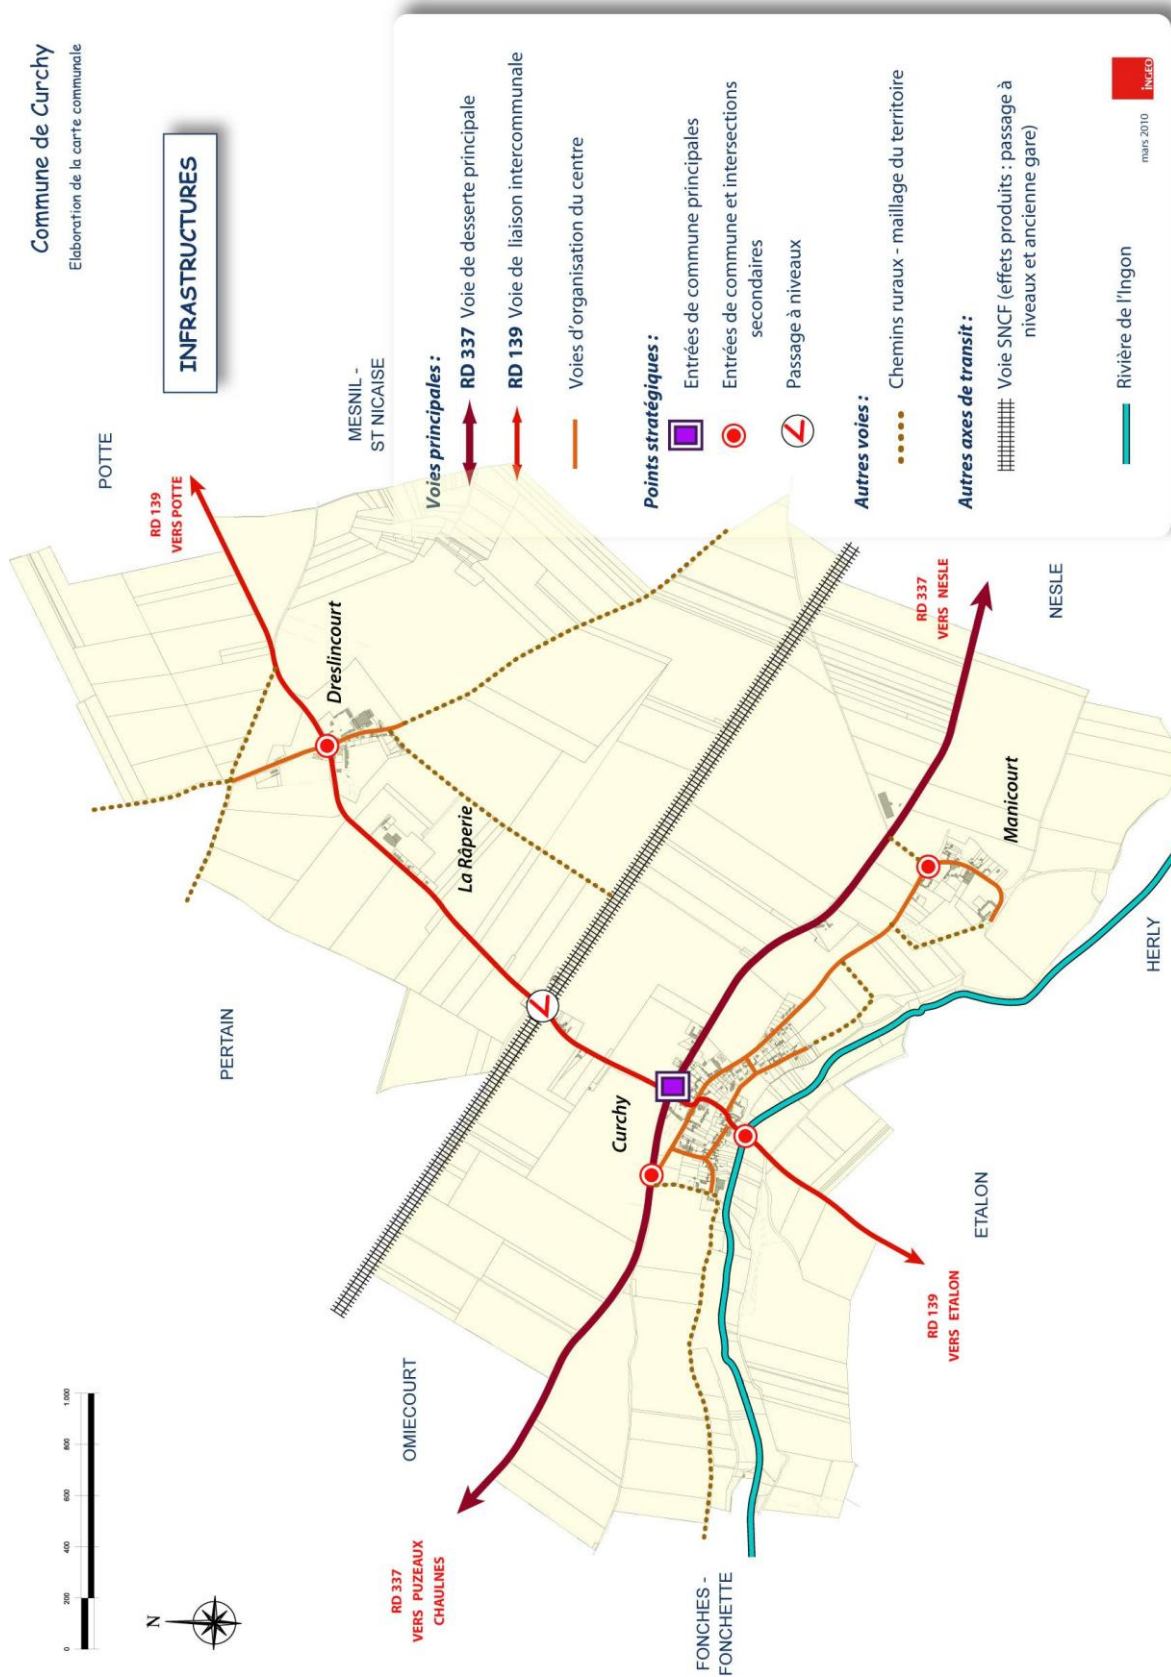 Commune de Curchy
Elaboration de la carte communale
INFRASTRUCTURES
0
200
400
600
800
1.000
N
POTTE
RD 139
VERS POTTE
MESNIL -
ST NICAISE
Dreslincourt
La Râperie
PERTAIN
OMIECOURT
RD 337
VERS PUZEAUX
CHAULNES
Curchy
RD 337
VERS NESLE
NESLE
Manicourt
HERLY
ETALON
RD 139
VERS ETALON
FONCHES -
FONCHETTE
Voies principales :
RD 337 Voie de desserte principale
RD 139 Voie de liaison intercommunale
Voies d'organisation du centre
Points stratégiques :
Entrées de commune principales
Entrées de commune et intersections
secondaires
Passage à niveaux
Autres voies :
Chemins ruraux - maillage du territoire
Autres axes de transit :
Voie SNCF (effets produits : passage à
niveaux et ancienne gare)
Rivière de l'Ingon
mars 2010
INGEO